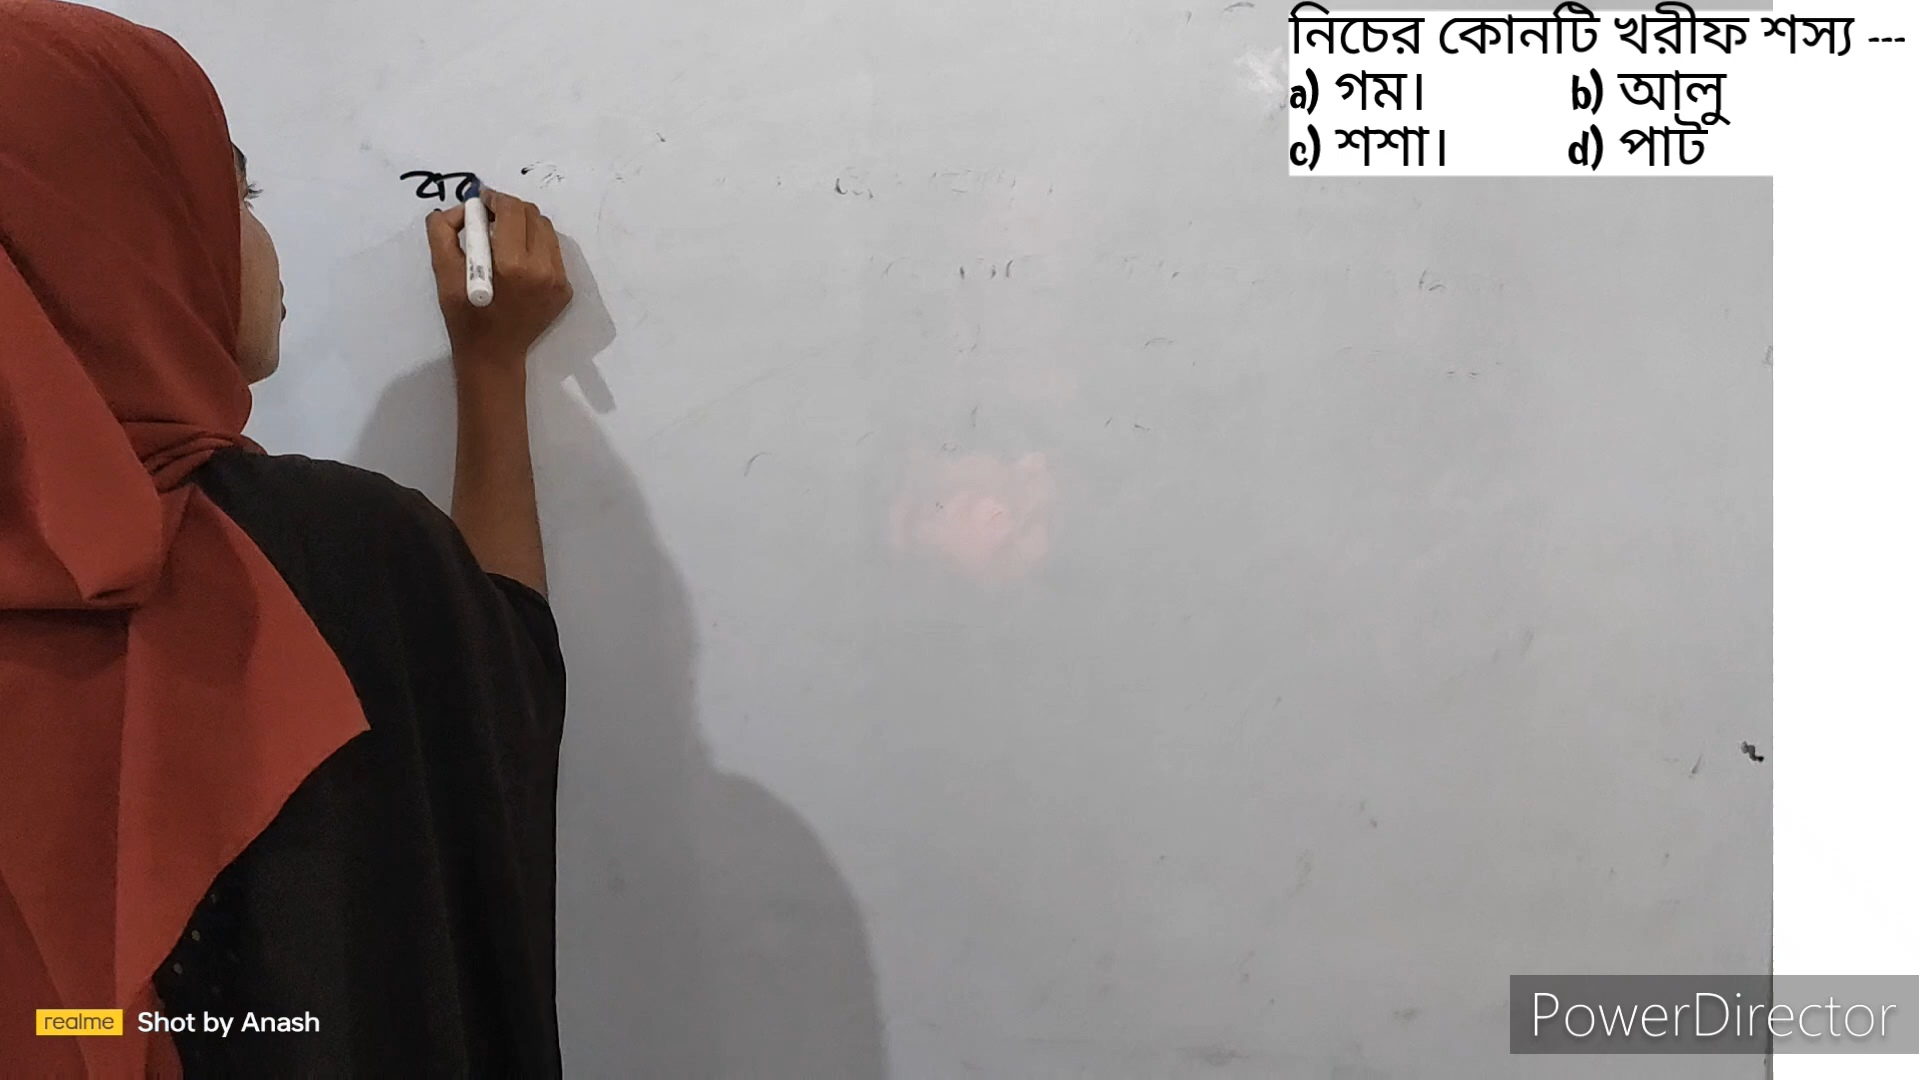 নিচের কোনটি খরীফ শস্য ---
a) গম। b) আলু
c) শশা। d) পাট
realme Shot by Anash
PowerDirector